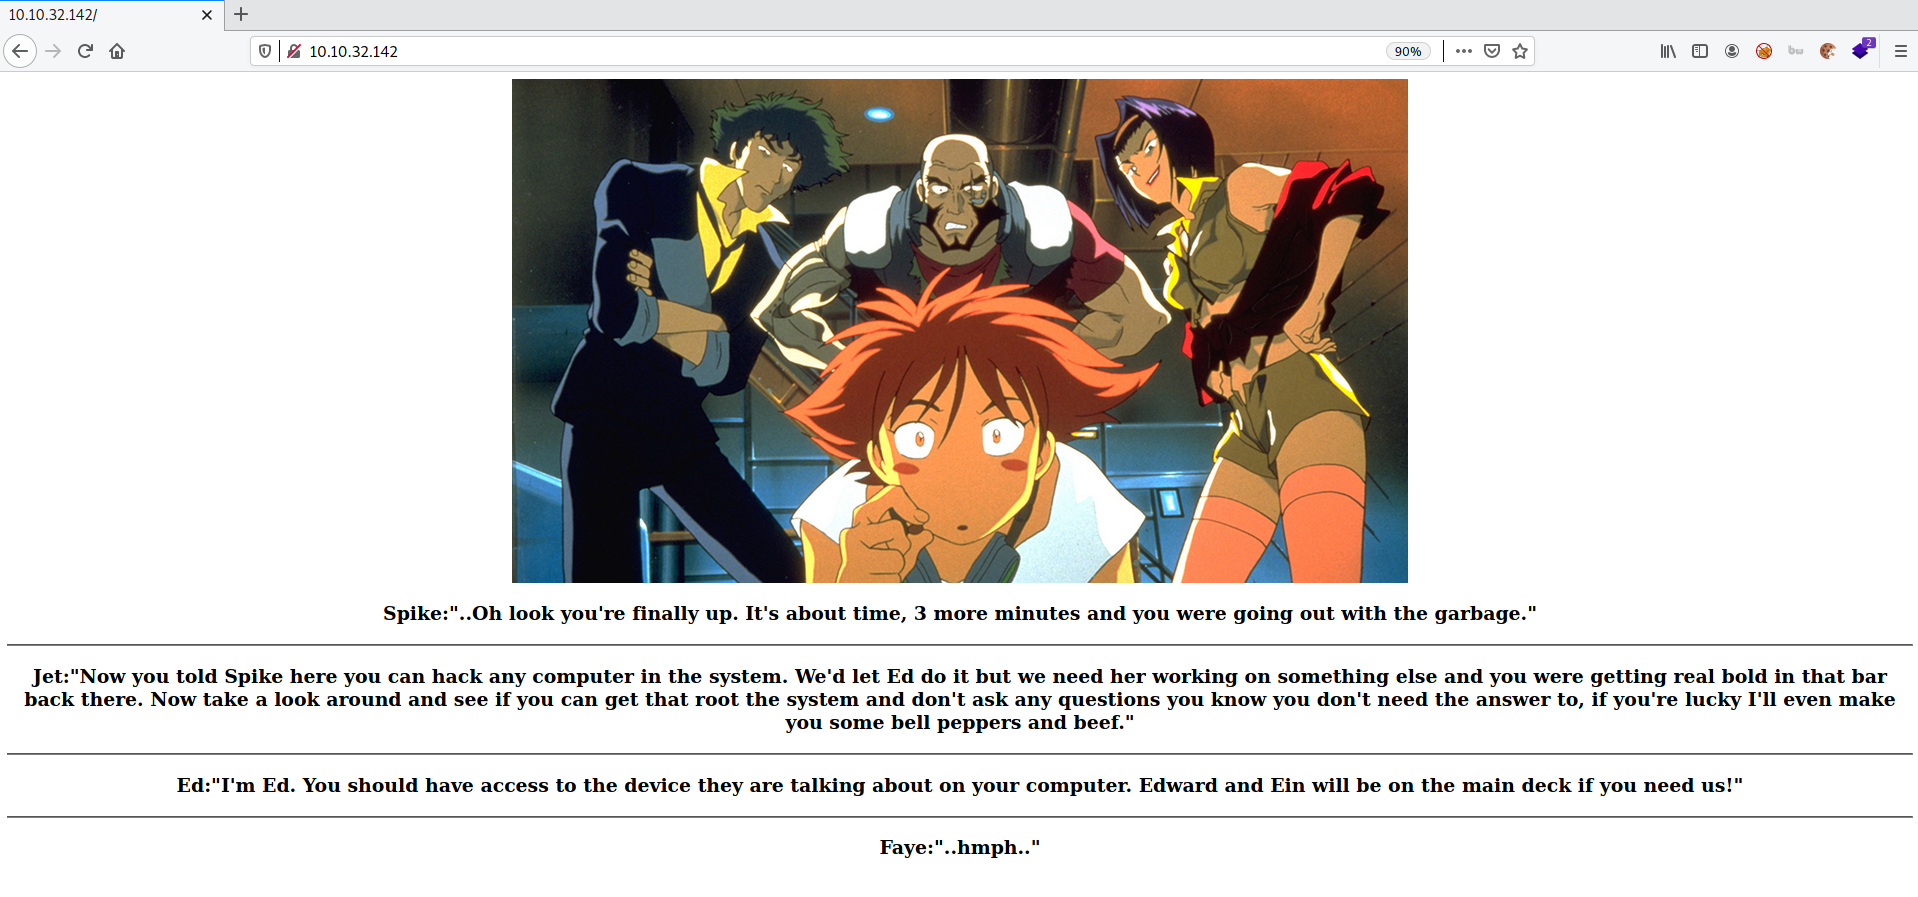 10.10.32.142/
10.10.32.142
90%
2
Spike:"..Oh look you're finally up. It's about time, 3 more minutes and you were going out with the garbage."
Jet:"Now you told Spike here you can hack any computer in the system. We'd let Ed do it but we need her working on something else and you were getting real bold in that bar
back there. Now take a look around and see if you can get that root the system and don't ask any questions you know you don't need the answer to, if you're lucky I'll even make
you some bell peppers and beef."
Ed:"I'm Ed. You should have access to the device they are talking about on your computer. Edward and Ein will be on the main deck if you need us!"
Faye:"..hmph.."